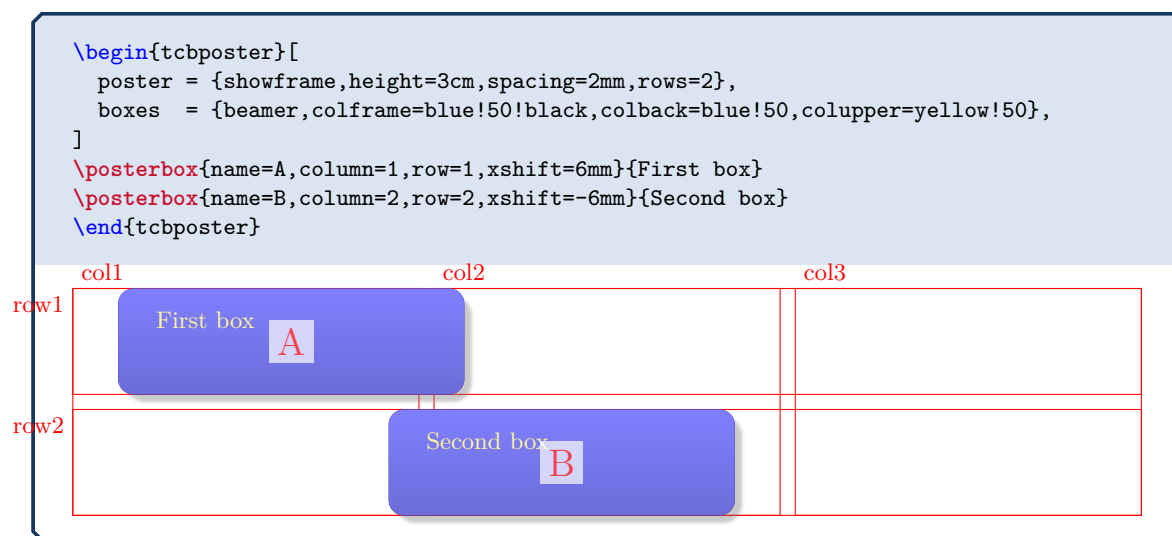 \begin{tcbposter}[
  poster = {showframe,height=3cm,spacing=2mm,rows=2},
  boxes  = {beamer,colframe=blue!50!black,colback=blue!50,colupper=yellow!50},
]
\posterbox{name=A,column=1,row=1,xshift=6mm}{First box}
\posterbox{name=B,column=2,row=2,xshift=-6mm}{Second box}
\end{tcbposter}
col1 col2 col3
row1
First box
A
row2
Second box
B